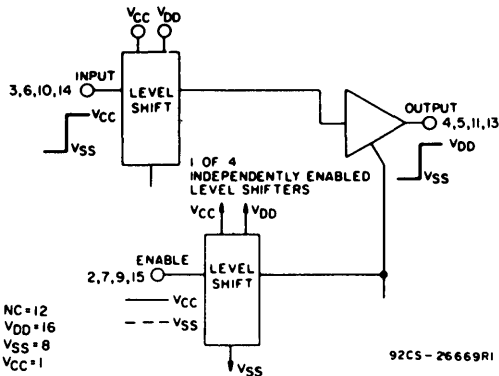 VCC VDD
INPUT
3,6,10,14
LEVEL
SHIFT
VCC
VSS
OUTPUT
4,5,11,13
VDD
VSS
1 OF 4
INDEPENDENTLY ENABLED
LEVEL SHIFTERS
VCC VDD
ENABLE
2,7,9,15
LEVEL
SHIFT
VCC
VSS
VSS
NC=12
VDD=16
VSS=8
VCC=1
92CS-26669R1